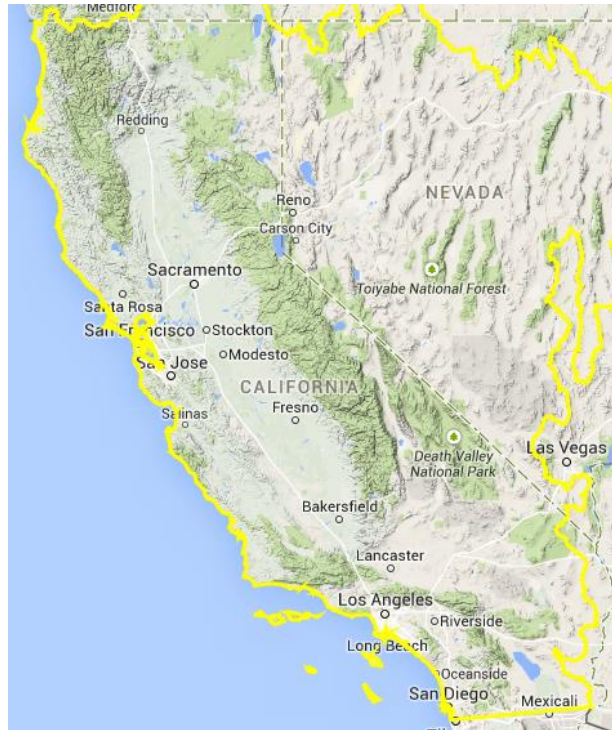 Medford
Redding
NEVADA
Reno
Carson City
Sacramento
Toiyabe National Forest
Santa Rosa
San Francisco
Stockton
Modesto
San Jose
CALIFORNIA
Salinas
Fresno
Las Vegas
Death Valley
National Park
Bakersfield
Lancaster
Los Angeles
Riverside
Long Beach
Oceanside
San Diego
Mexicali